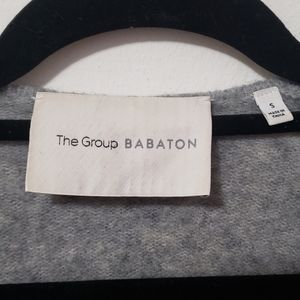 The Group BABATON
S
MADE IN
CHINA